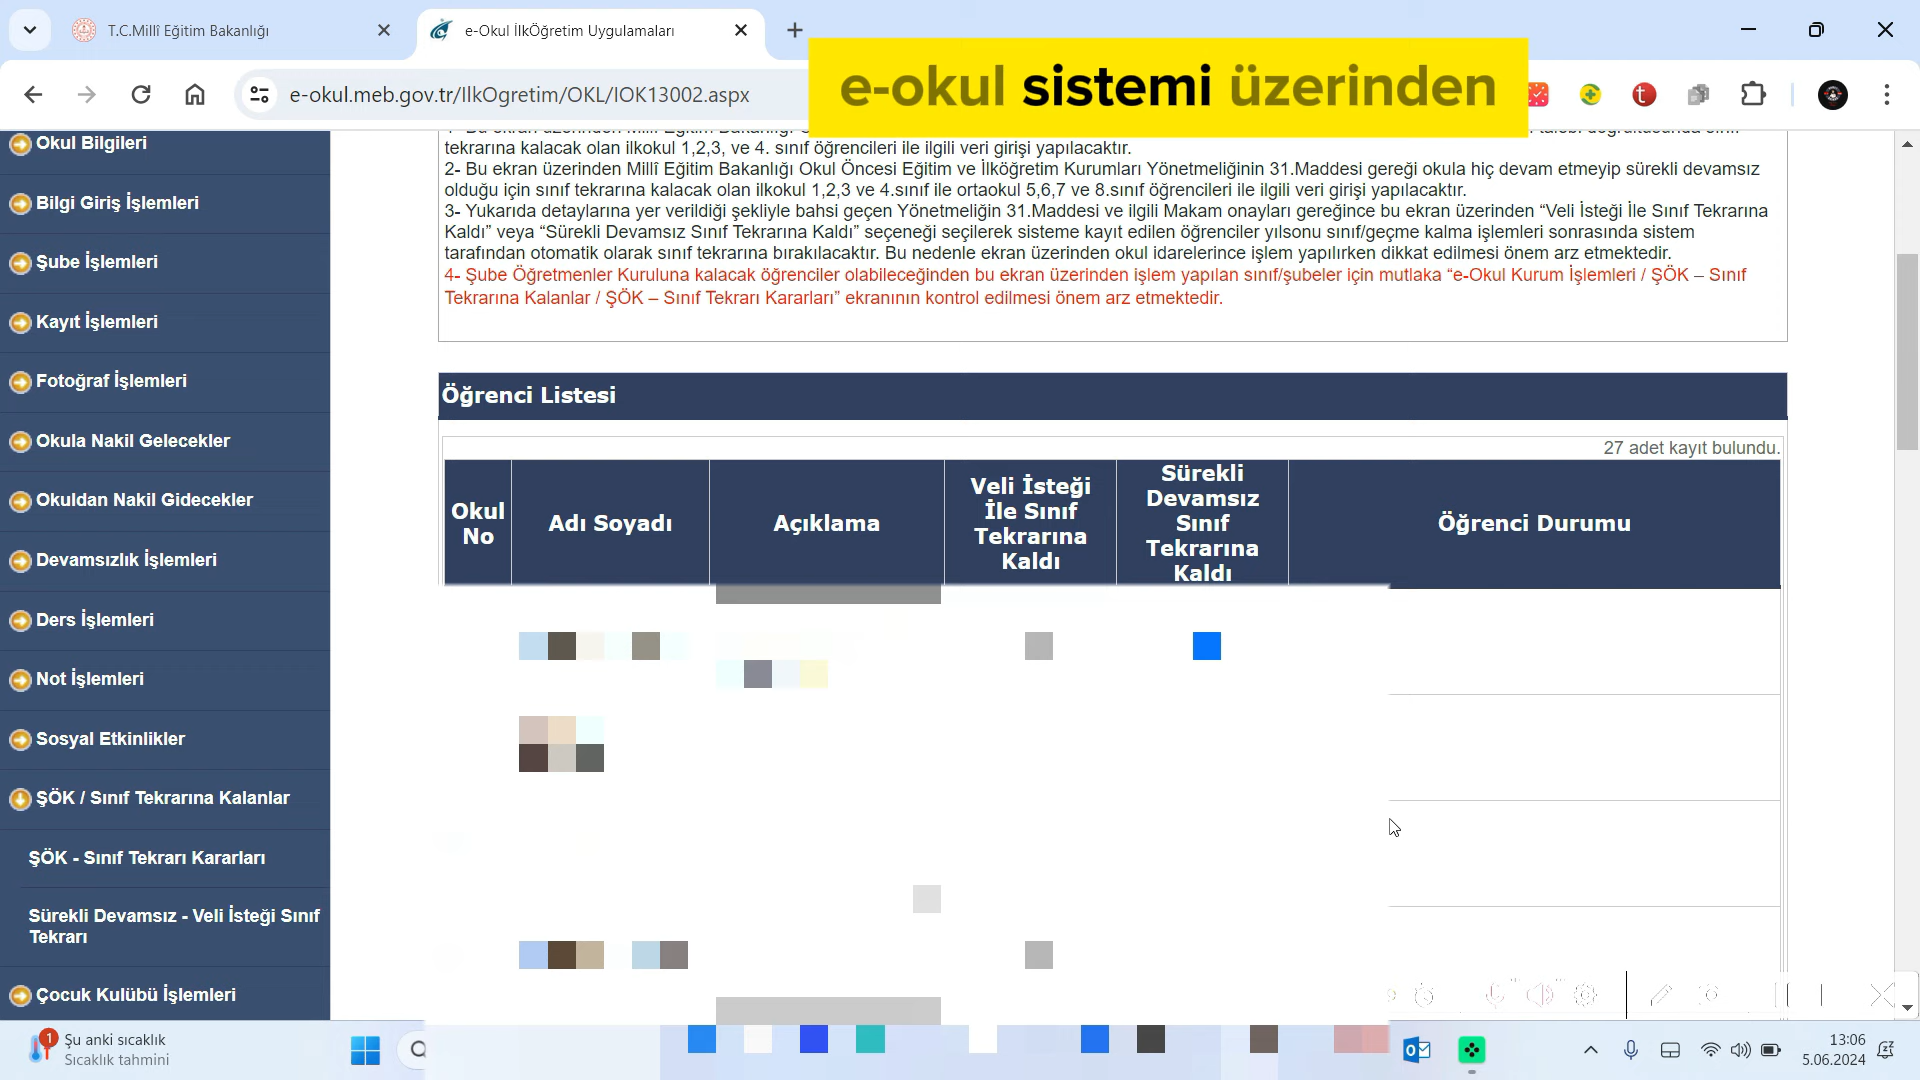 T.C.Millî Eğitim Bakanlığı
e-Okul İlkÖğretim Uygulamaları
e-okul.meb.gov.tr/IlkOgretim/OKL/IOK13002.aspx
e-okul sistemi üzerinden
Okul Bilgileri
Bilgi Giriş İşlemleri
Şube İşlemleri
Kayıt İşlemleri
Fotoğraf İşlemleri
Okula Nakil Gelecekler
Okuldan Nakil Gidecekler
Devamsızlık İşlemleri
Ders İşlemleri
Not İşlemleri
Sosyal Etkinlikler
ŞÖK / Sınıf Tekrarına Kalanlar
ŞÖK - Sınıf Tekrarı Kararları
Sürekli Devamsız - Veli İsteği Sınıf
Tekrarı
Çocuk Kulübü İşlemleri
tekrarına kalacak olan ilkokul 1,2,3, ve 4. sınıf öğrencileri ile ilgili veri girişi yapılacaktır.
2- Bu ekran üzerinden Millî Eğitim Bakanlığı Okul Öncesi Eğitim ve İlköğretim Kurumları Yönetmeliğinin 31.Maddesi gereği okula hiç devam etmeyip sürekli devamsız
olduğu için sınıf tekrarına kalacak olan ilkokul 1,2,3 ve 4.sınıf ile ortaokul 5,6,7 ve 8.sınıf öğrencileri ile ilgili veri girişi yapılacaktır.
3- Yukarıda detaylarına yer verildiği şekliyle bahsi geçen Yönetmeliğin 31.Maddesi ve ilgili Makam onayları gereğince bu ekran üzerinden “Veli İsteği İle Sınıf Tekrarına
Kaldı” veya “Sürekli Devamsız Sınıf Tekrarına Kaldı” seçeneği seçilerek sisteme kayıt edilen öğrenciler yılsonu sınıf/geçme kalma işlemleri sonrasında sistem
tarafından otomatik olarak sınıf tekrarına bırakılacaktır. Bu nedenle ekran üzerinden okul idarelerince işlem yapılırken dikkat edilmesi önem arz etmektedir.
4- Şube Öğretmenler Kuruluna kalacak öğrenciler olabileceğinden bu ekran üzerinden işlem yapılan sınıf/şubeler için mutlaka “e-Okul Kurum İşlemleri / ŞÖK – Sınıf
Tekrarına Kalanlar / ŞÖK – Sınıf Tekrarı Kararları” ekranının kontrol edilmesi önem arz etmektedir.
Öğrenci Listesi
27 adet kayıt bulundu.
Okul No
Adı Soyadı
Açıklama
Veli İsteği
İle Sınıf
Tekrarına
Kaldı
Sürekli
Devamsız
Sınıf
Tekrarına
Kaldı
Öğrenci Durumu
1
Şu anki sıcaklık
Sıcaklık tahmini
13:06
5.06.2024